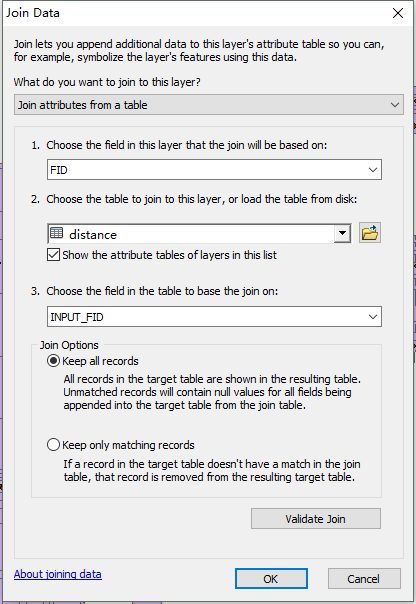 Join Data
Join lets you append additional data to this layer's attribute table so you can,
for example, symbolize the layer's features using this data.
What do you want to join to this layer?
Join attributes from a table
1. Choose the field in this layer that the join will be based on:
FID
2. Choose the table to join to this layer, or load the table from disk:
distance
Show the attribute tables of layers in this list
3. Choose the field in the table to base the join on:
INPUT_FID
Join Options
Keep all records
All records in the target table are shown in the resulting table.
Unmatched records will contain null values for all fields being
appended into the target table from the join table.
Keep only matching records
If a record in the target table doesn't have a match in the join
table, that record is removed from the resulting target table.
Validate Join
About joining data
OK
Cancel